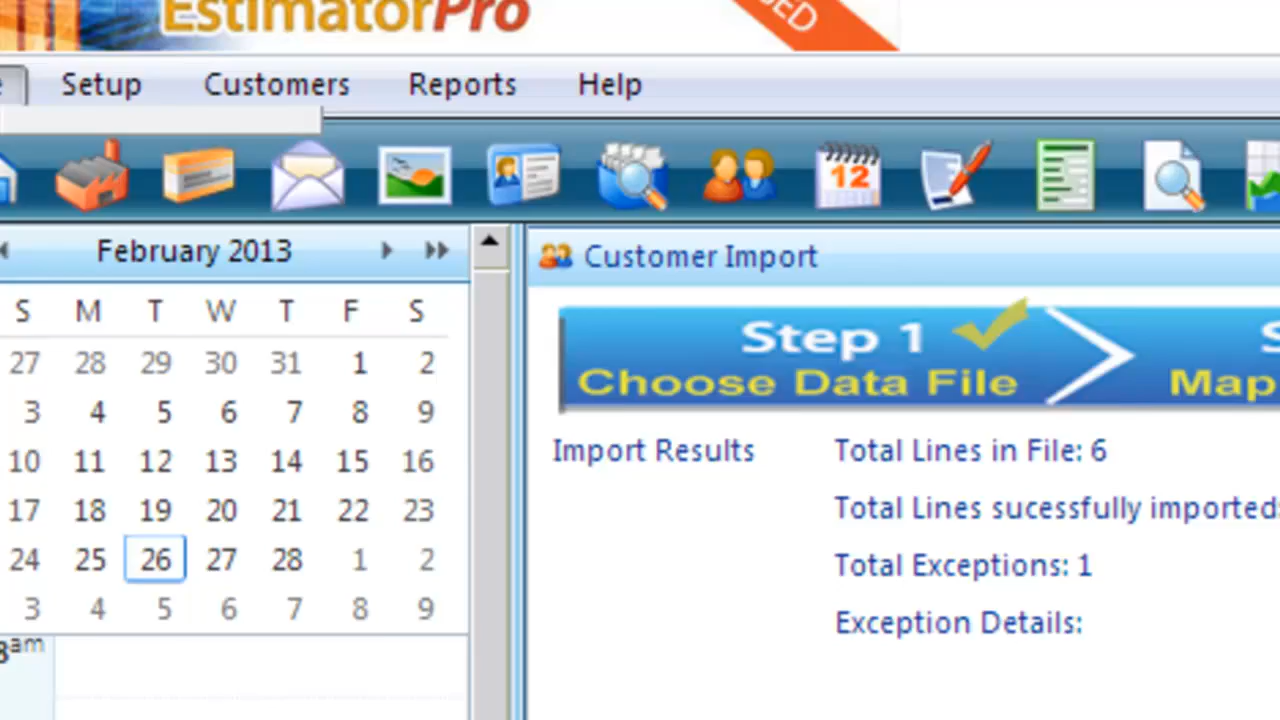 EstimatorPro
Setup Customers Reports Help
12
February 2013
S M T W T F S
27 28 29 30 31 1 2
3 4 5 6 7 8 9
10 11 12 13 14 15 16
17 18 19 20 21 22 23
24 25 26 27 28 1 2
3 4 5 6 7 8 9
am
Customer Import
Step 1
Choose Data File
Map
Import Results
Total Lines in File: 6
Total Lines sucessfully imported:
Total Exceptions: 1
Exception Details: